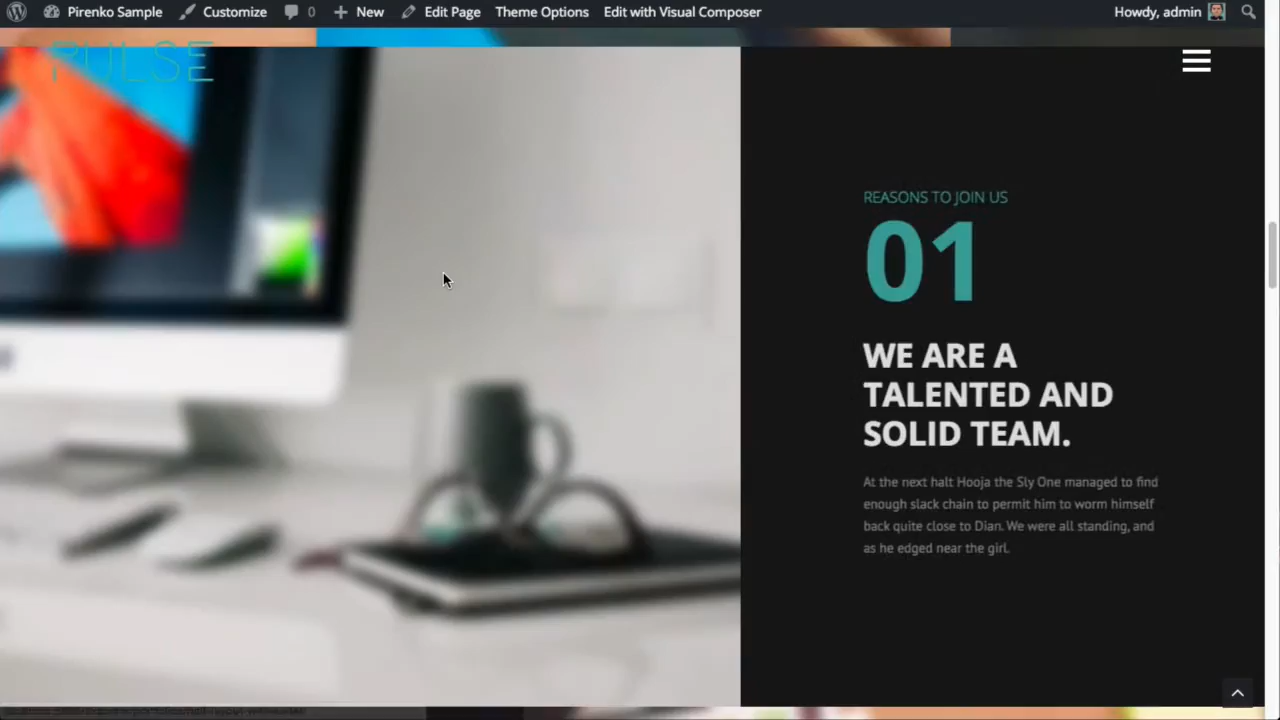 Pirenko Sample Customize 0 New Edit Page Theme Options Edit with Visual Composer Howdy, admin
PULSE
REASONS TO JOIN US
01
WE ARE A
TALENTED AND
SOLID TEAM.
At the next halt Hooja the Sly One managed to find
enough slack chain to permit him to worm himself
back quite close to Dian. We were all standing, and
as he edged near the girl.